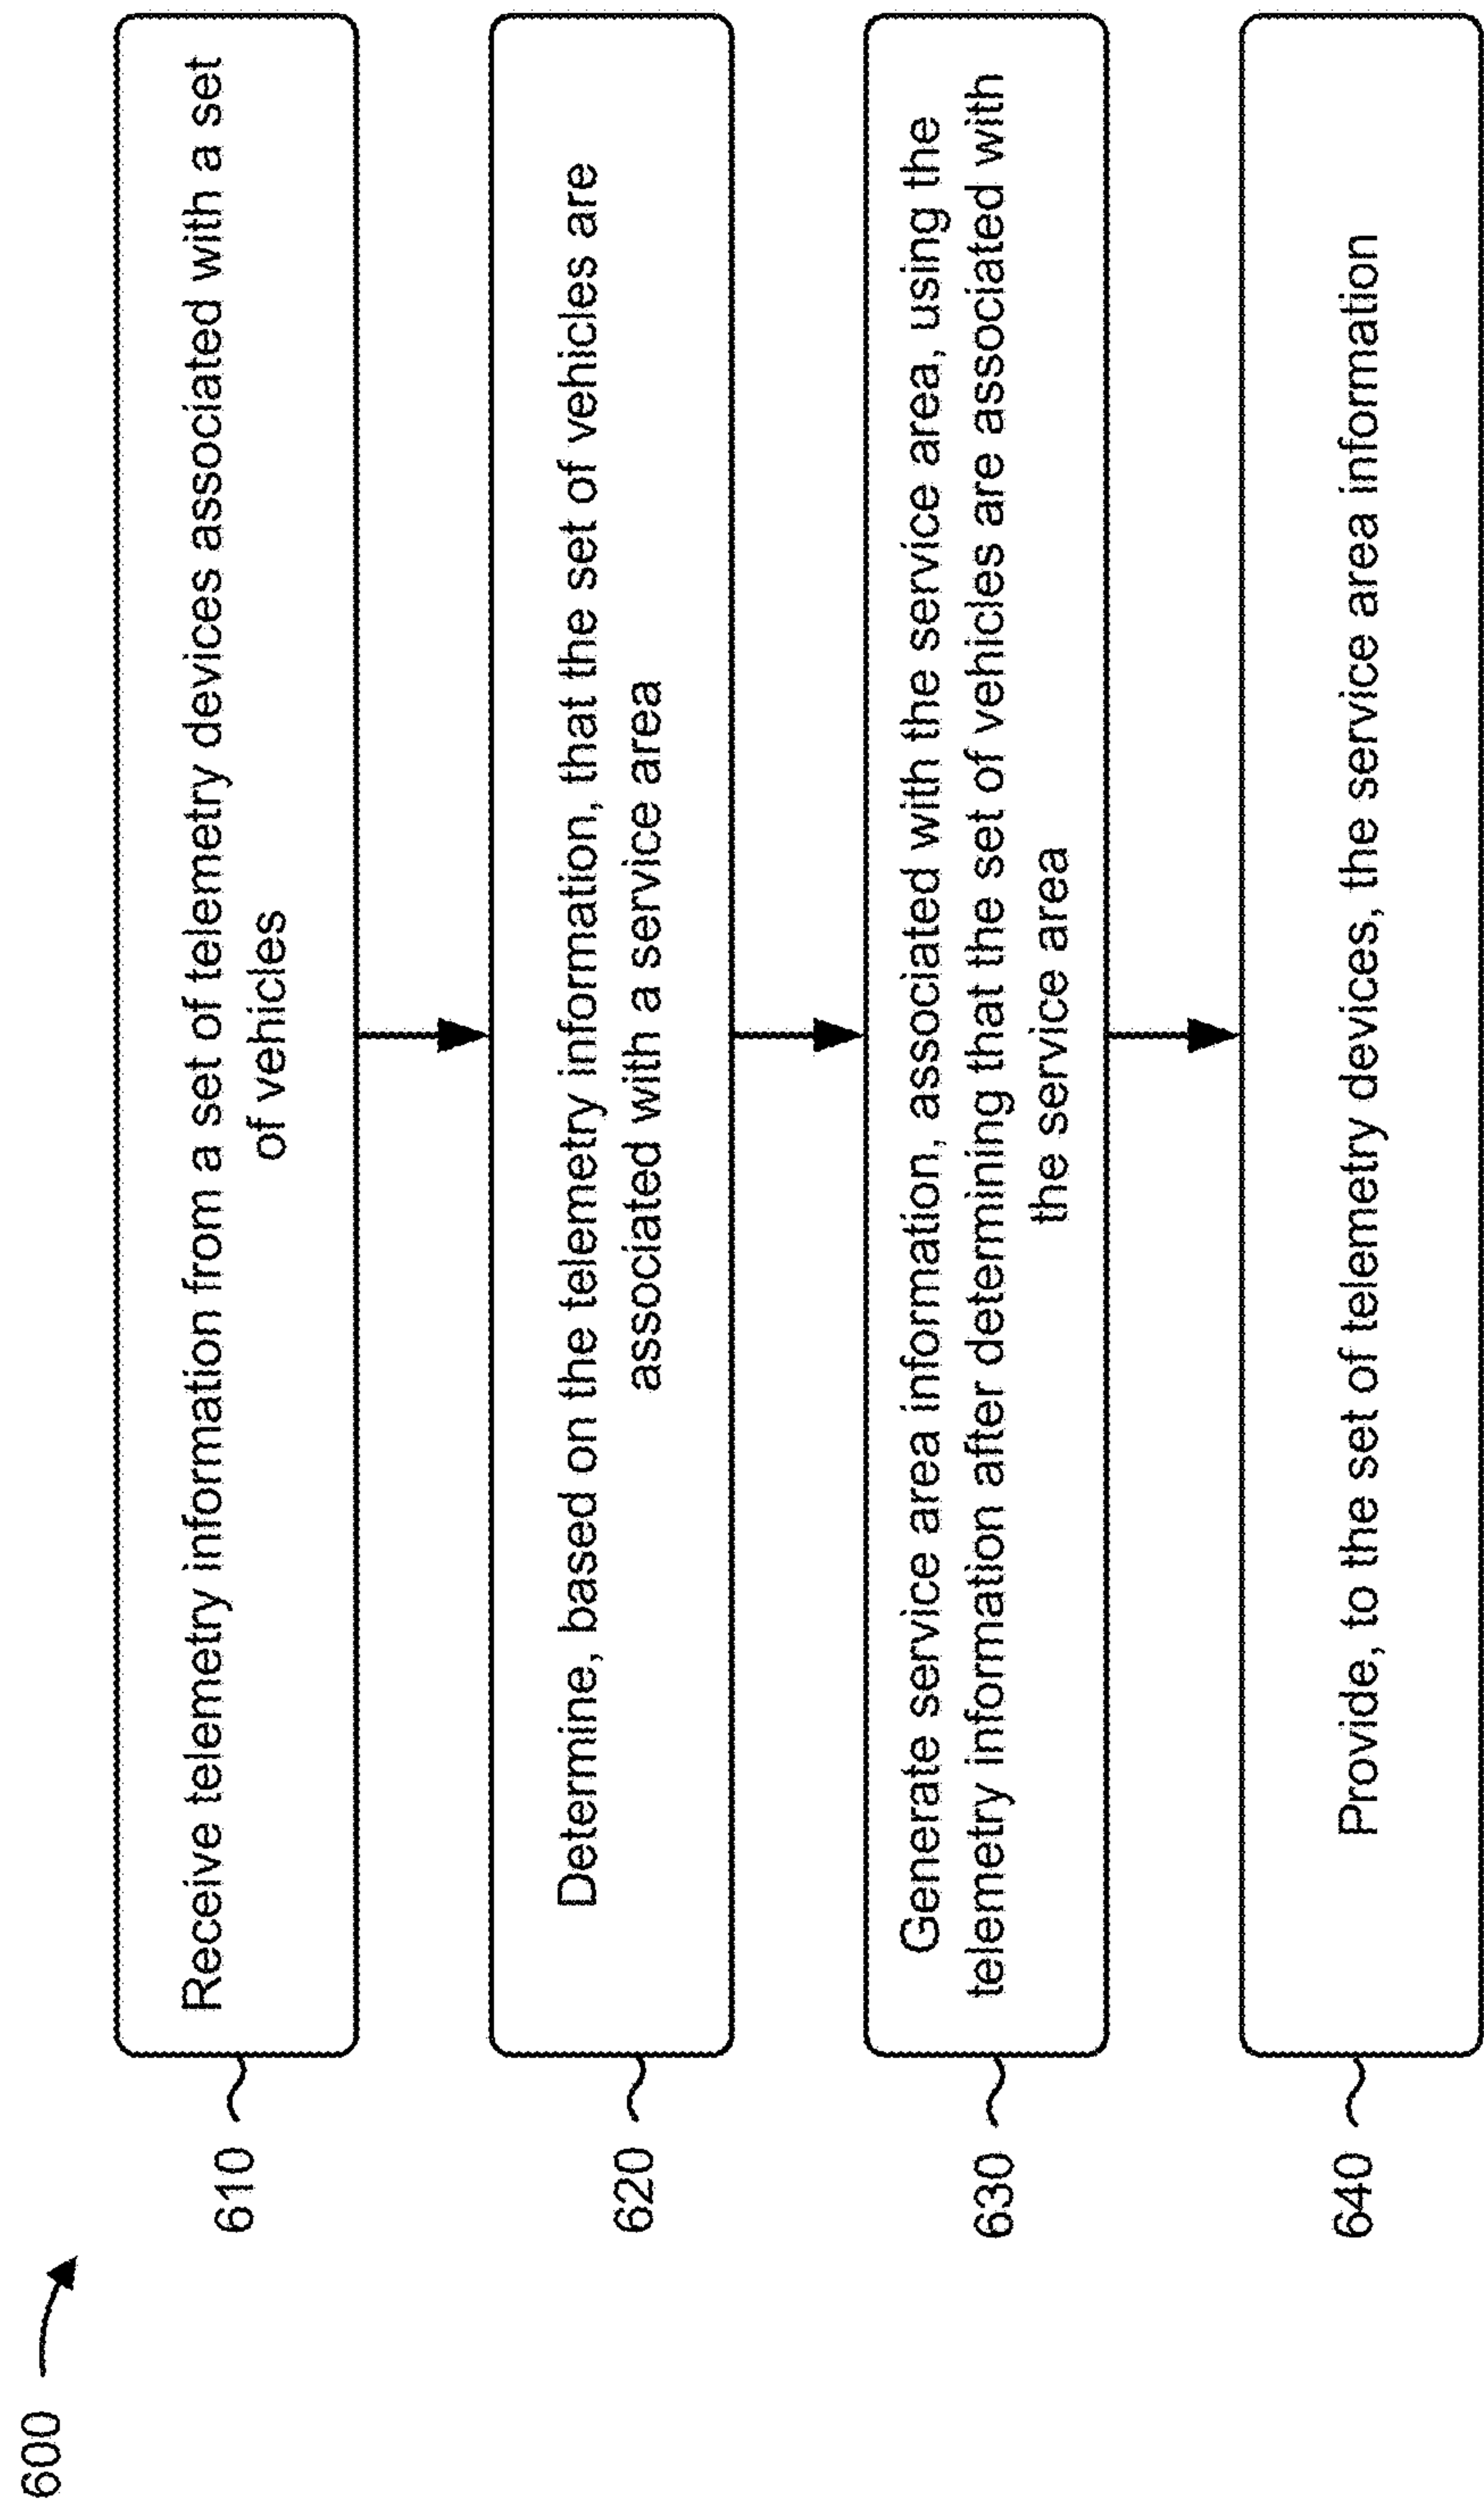 600
610
Receive telemetry information from a set of telemetry devices associated with a set
of vehicles
620
Determine, based on the telemetry information, that the set of vehicles are
associated with a service area
630
Generate service area information, associated with the service area, using the
telemetry information after determining that the set of vehicles are associated with
the service area
640
Provide, to the set of telemetry devices, the service area information